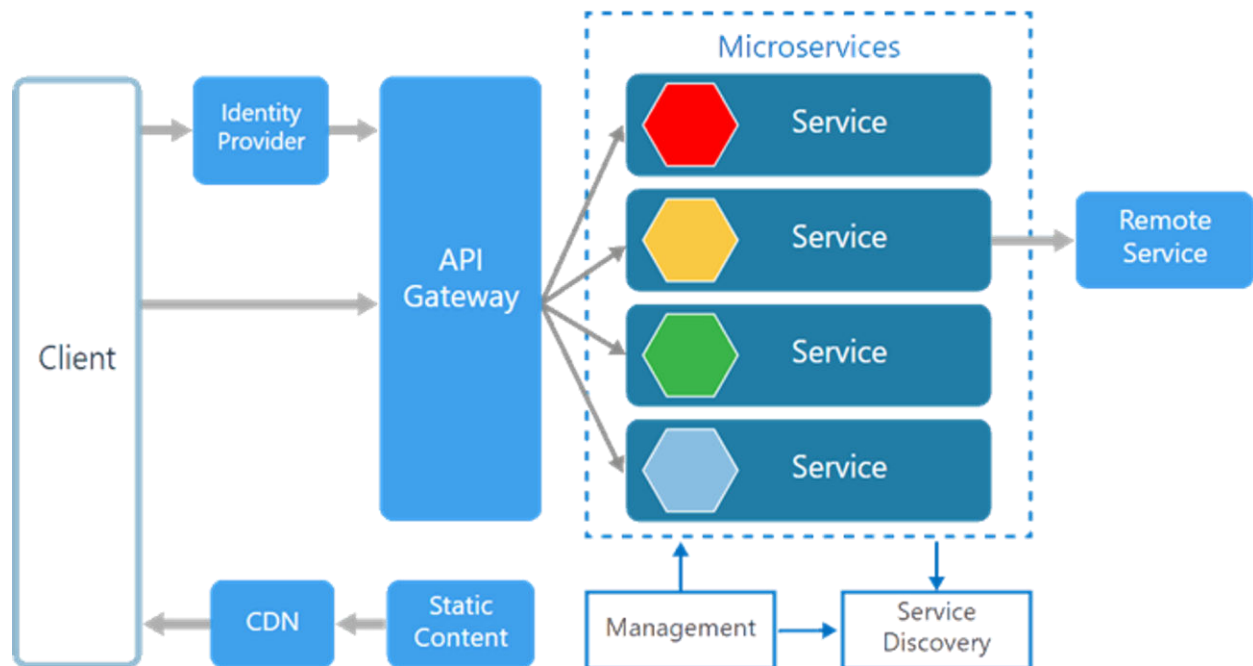 Microservices
Client
Identity
Provider
API
Gateway
Service
Service
Service
Service
Remote
Service
CDN
Static
Content
Management
Service
Discovery